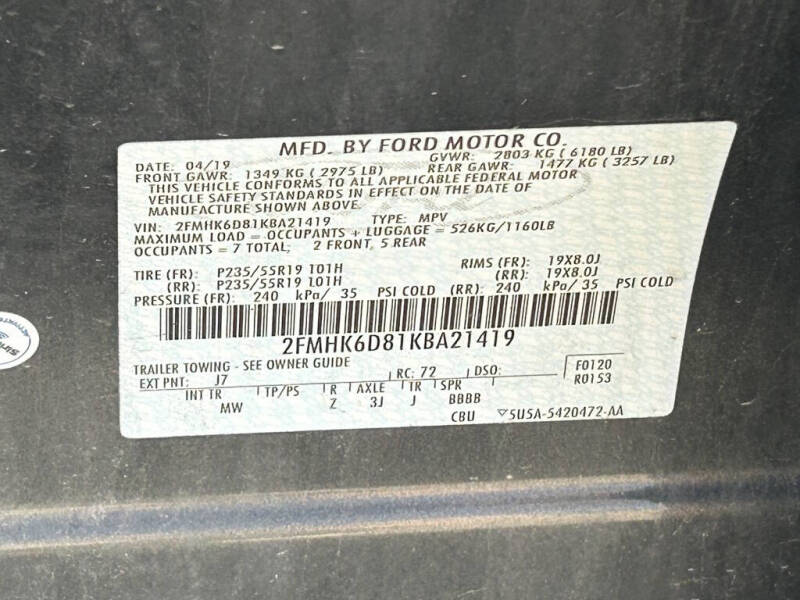 MFD. BY FORD MOTOR CO.
DATE: 04/19 GVWR: 2803 KG ( 6180 LB)
FRONT GAWR: 1349 KG ( 2975 LB) REAR GAWR: 1477 KG ( 3257 LB)
THIS VEHICLE CONFORMS TO ALL APPLICABLE FEDERAL MOTOR
VEHICLE SAFETY STANDARDS IN EFFECT ON THE DATE OF
MANUFACTURE SHOWN ABOVE.
VIN: 2FMHK6D81KBA21419 TYPE: MPV
MAXIMUM LOAD = OCCUPANTS + LUGGAGE = 526KG/1160LB
OCCUPANTS = 7 TOTAL, 2 FRONT, 5 REAR
TIRE (FR): P235/55R19 101H RIMS (FR): 19X8.0J
(RR): P235/55R19 101H (RR): 19X8.0J
PRESSURE (FR): 240 kPa/ 35 PSI COLD (RR): 240 kPa/ 35 PSI COLD
2FMHK6D81KBA21419
TRAILER TOWING - SEE OWNER GUIDE
EXT PNT: J7 RC: 72 DSO: F0120
R0153
INT TR TP/PS R AXLE TR SPR
MW Z 3J J BBBB
CBU 5U5A-5420472-AA